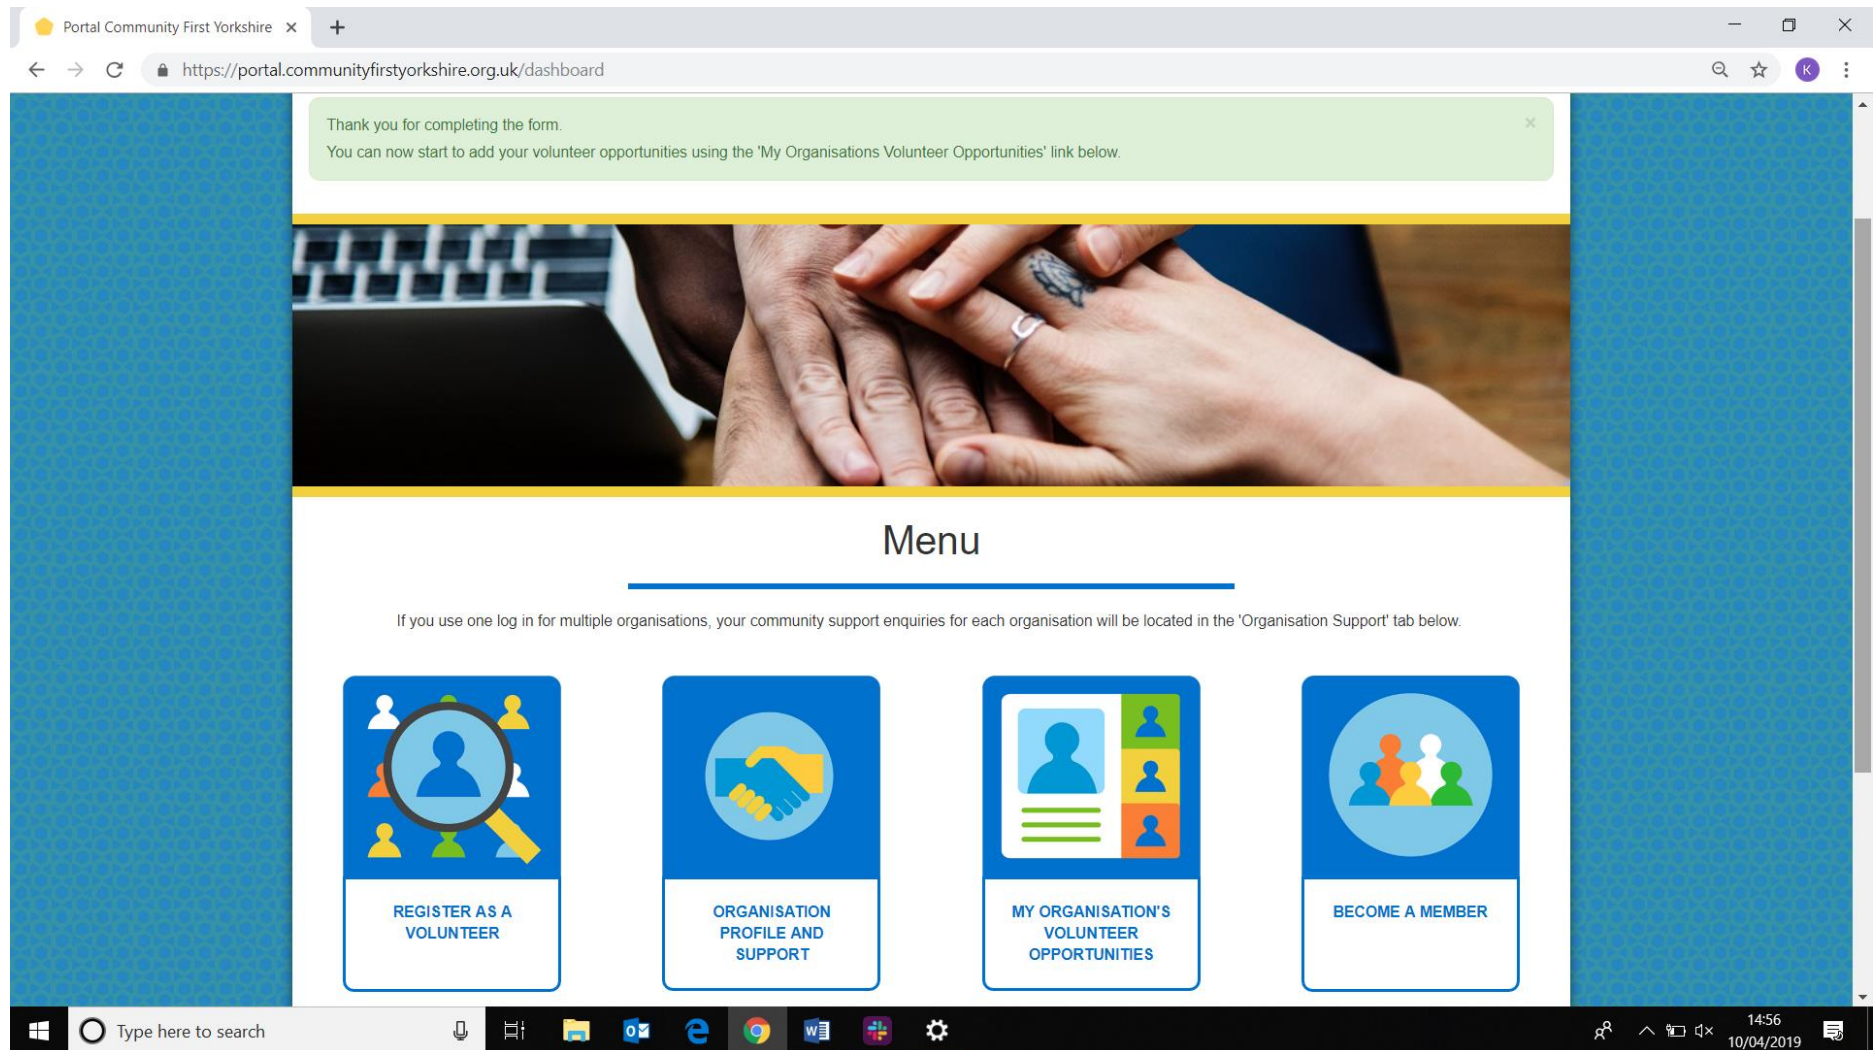 Portal Community First Yorkshire
https://portal.communityfirstyorkshire.org.uk/dashboard
K
Thank you for completing the form.
You can now start to add your volunteer opportunities using the 'My Organisations Volunteer Opportunities' link below.
Menu
If you use one log in for multiple organisations, your community support enquiries for each organisation will be located in the 'Organisation Support' tab below.
REGISTER AS A
VOLUNTEER
ORGANISATION
PROFILE AND
SUPPORT
MY ORGANISATION'S
VOLUNTEER
OPPORTUNITIES
BECOME A MEMBER
Type here to search
14:56
10/04/2019